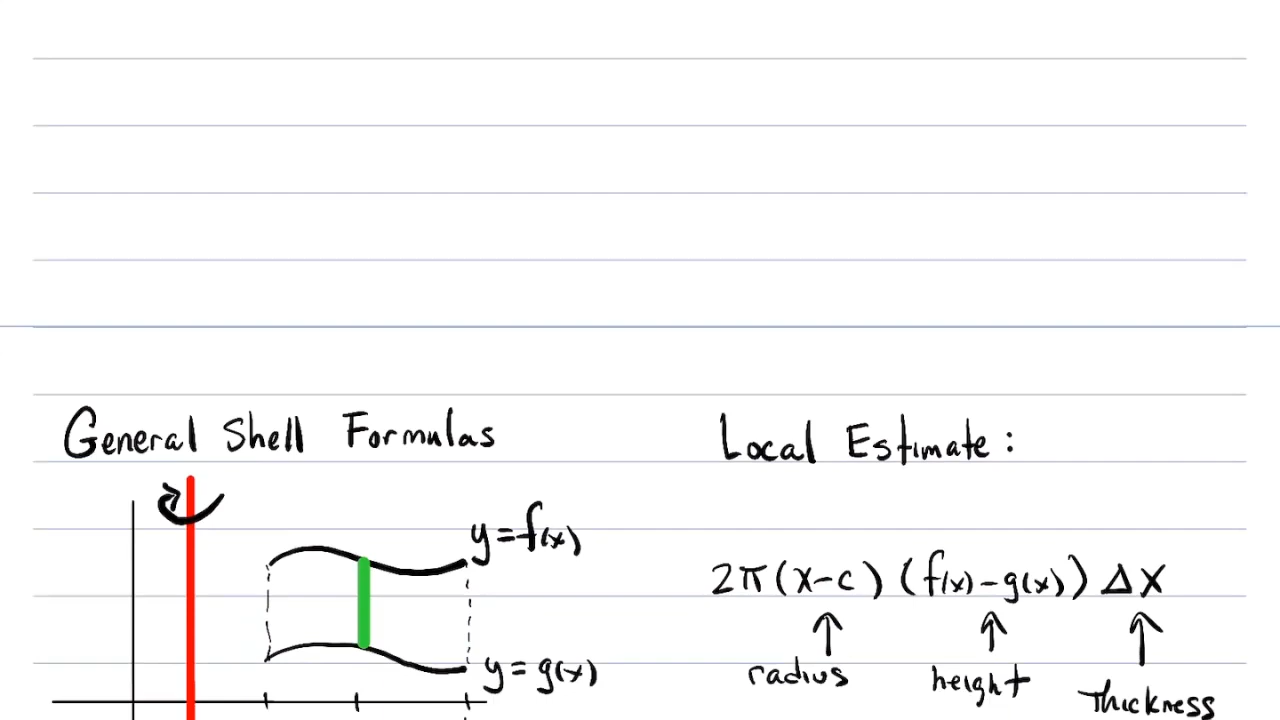 General Shell Formulas
y=f(x)
y=g(x)
Local Estimate:
2π(x-c)(f(x)-g(x))Δx
radius
height
Thickness